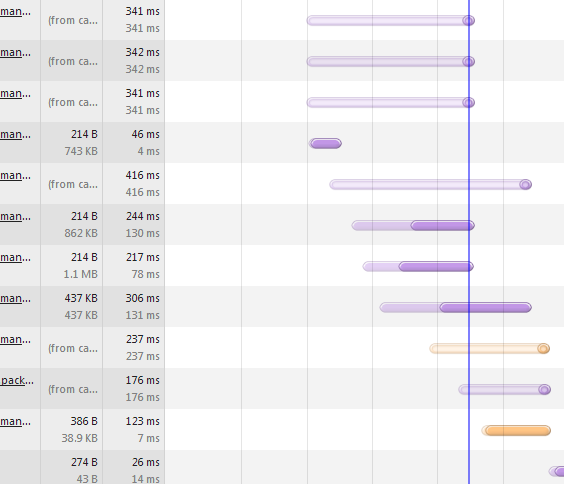 man... (from ca... 341 ms
341 ms
man... (from ca... 342 ms
342 ms
man... (from ca... 341 ms
341 ms
man... 214 B 46 ms
743 KB 4 ms
man... (from ca... 416 ms
416 ms
man... 214 B 244 ms
862 KB 130 ms
man... 214 B 217 ms
1.1 MB 78 ms
man... 437 KB 306 ms
437 KB 131 ms
man... (from ca... 237 ms
237 ms
pack... (from ca... 176 ms
176 ms
man... 386 B 123 ms
38.9 KB 7 ms
274 B 26 ms
43 B 14 ms